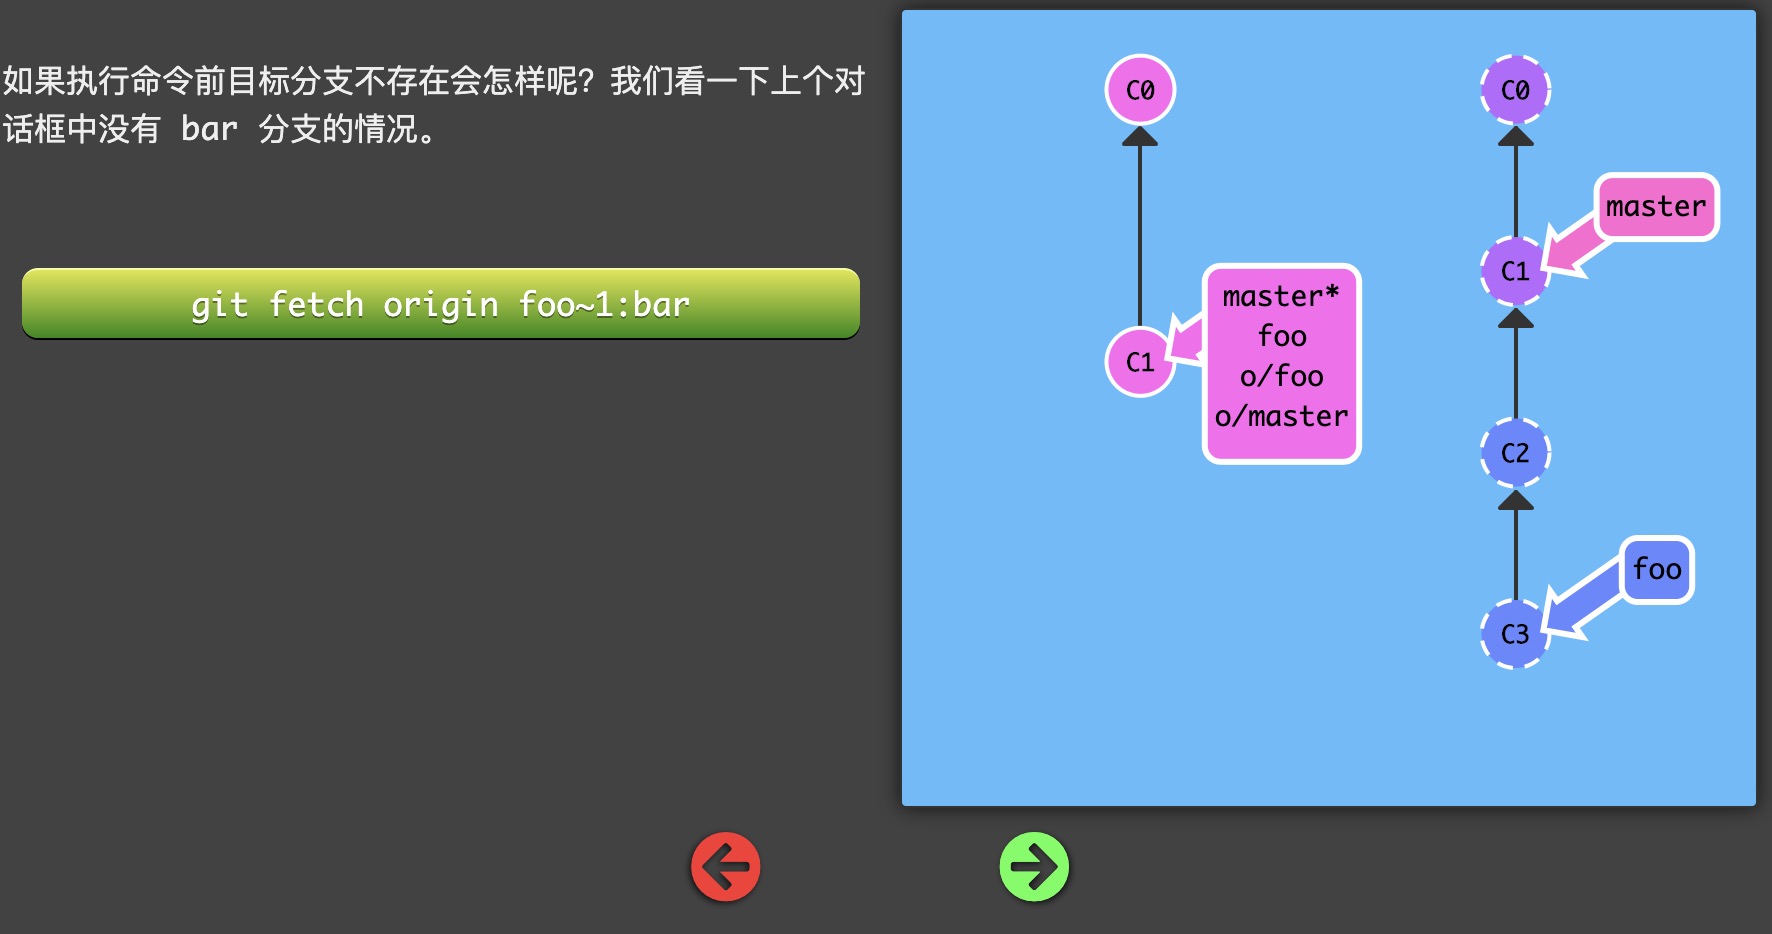 如果执行命令前目标分支不存在会怎样呢？我们看一下上个对
话框中没有 bar 分支的情况。
git fetch origin foo~1:bar
C0
C1
master*
foo
o/foo
o/master
C0
master
C1
C2
foo
C3